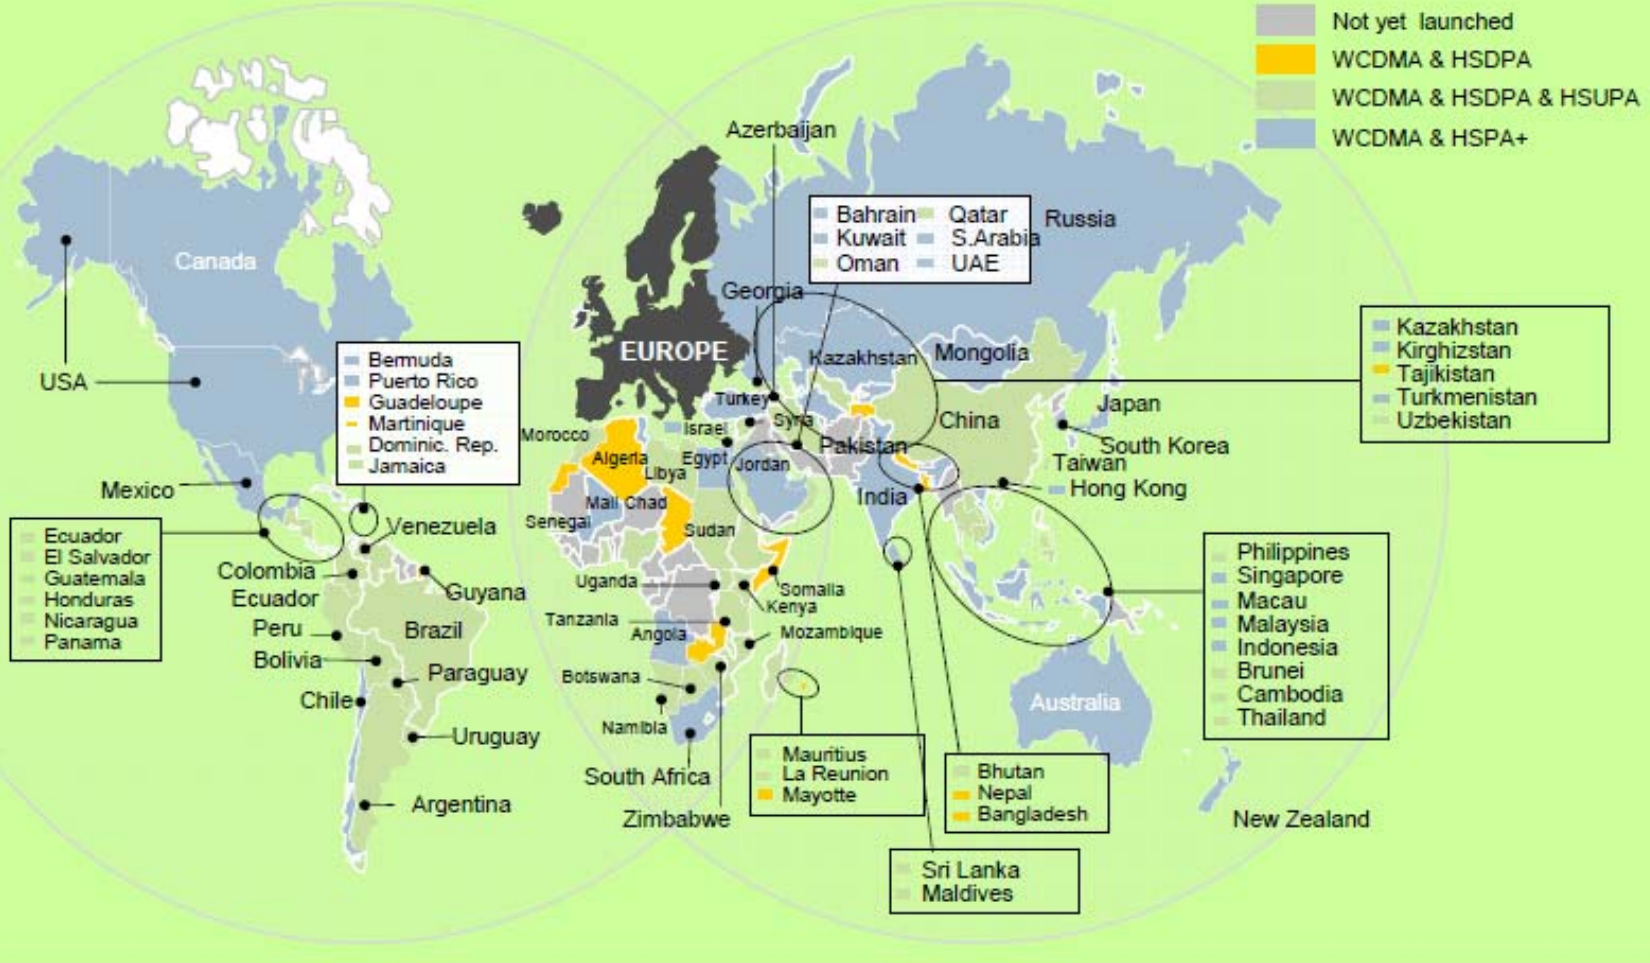 Not yet launched
WCDMA & HSDPA
WCDMA & HSDPA & HSUPA
WCDMA & HSPA+
Azerbaijan
Bahrain Qatar
Kuwait S.Arabia
Oman UAE
Russia
Canada
Georgia
EUROPE
USA
Bermuda
Puerto Rico
Guadeloupe
Martinique
Dominic. Rep.
Jamaica
Kazakhstan
Mongolia
Kazakhstan
Kirghizstan
Tajikistan
Turkmenistan
Uzbekistan
Turkey
Syria
Israel
Morocco
Algeria
Libya
Egypt
Jordan
Pakistan
China
Japan
South Korea
Taiwan
Hong Kong
India
Mexico
Mali Chad
Senegal
Sudan
Venezuela
Ecuador
El Salvador
Guatemala
Honduras
Nicaragua
Panama
Colombia
Ecuador
Guyana
Peru
Brazil
Bolivia
Paraguay
Chile
Uruguay
Argentina
Uganda
Somalia
Kenya
Tanzania
Angola
Mozambique
Botswana
Namibia
South Africa
Zimbabwe
Philippines
Singapore
Macau
Malaysia
Indonesia
Brunei
Cambodia
Thailand
Australia
Mauritius
La Reunion
Mayotte
Bhutan
Nepal
Bangladesh
New Zealand
Sri Lanka
Maldives